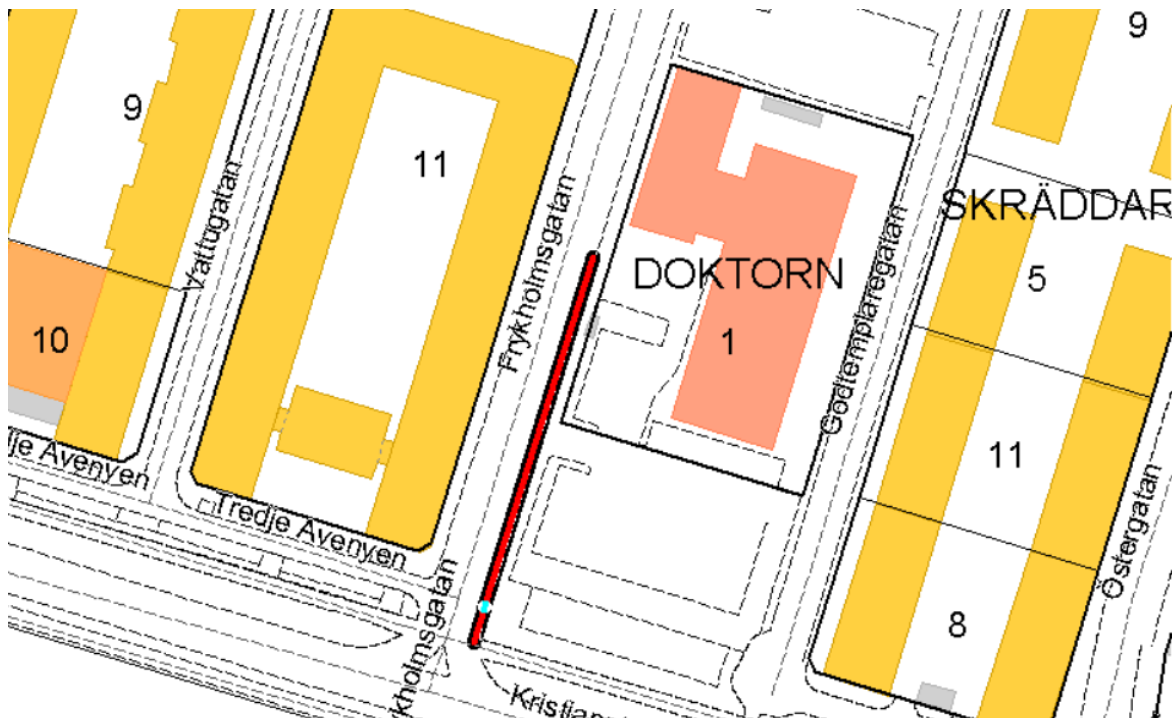 9
9
11
Vattugatan
Frykholmsgatan
SKRÄDDAR
DOKTORN
Godtemplaregatan
5
10
1
11
je Avenyen
Tredje Avenyen
Östergatan
8
kholmsgatan
Kristian